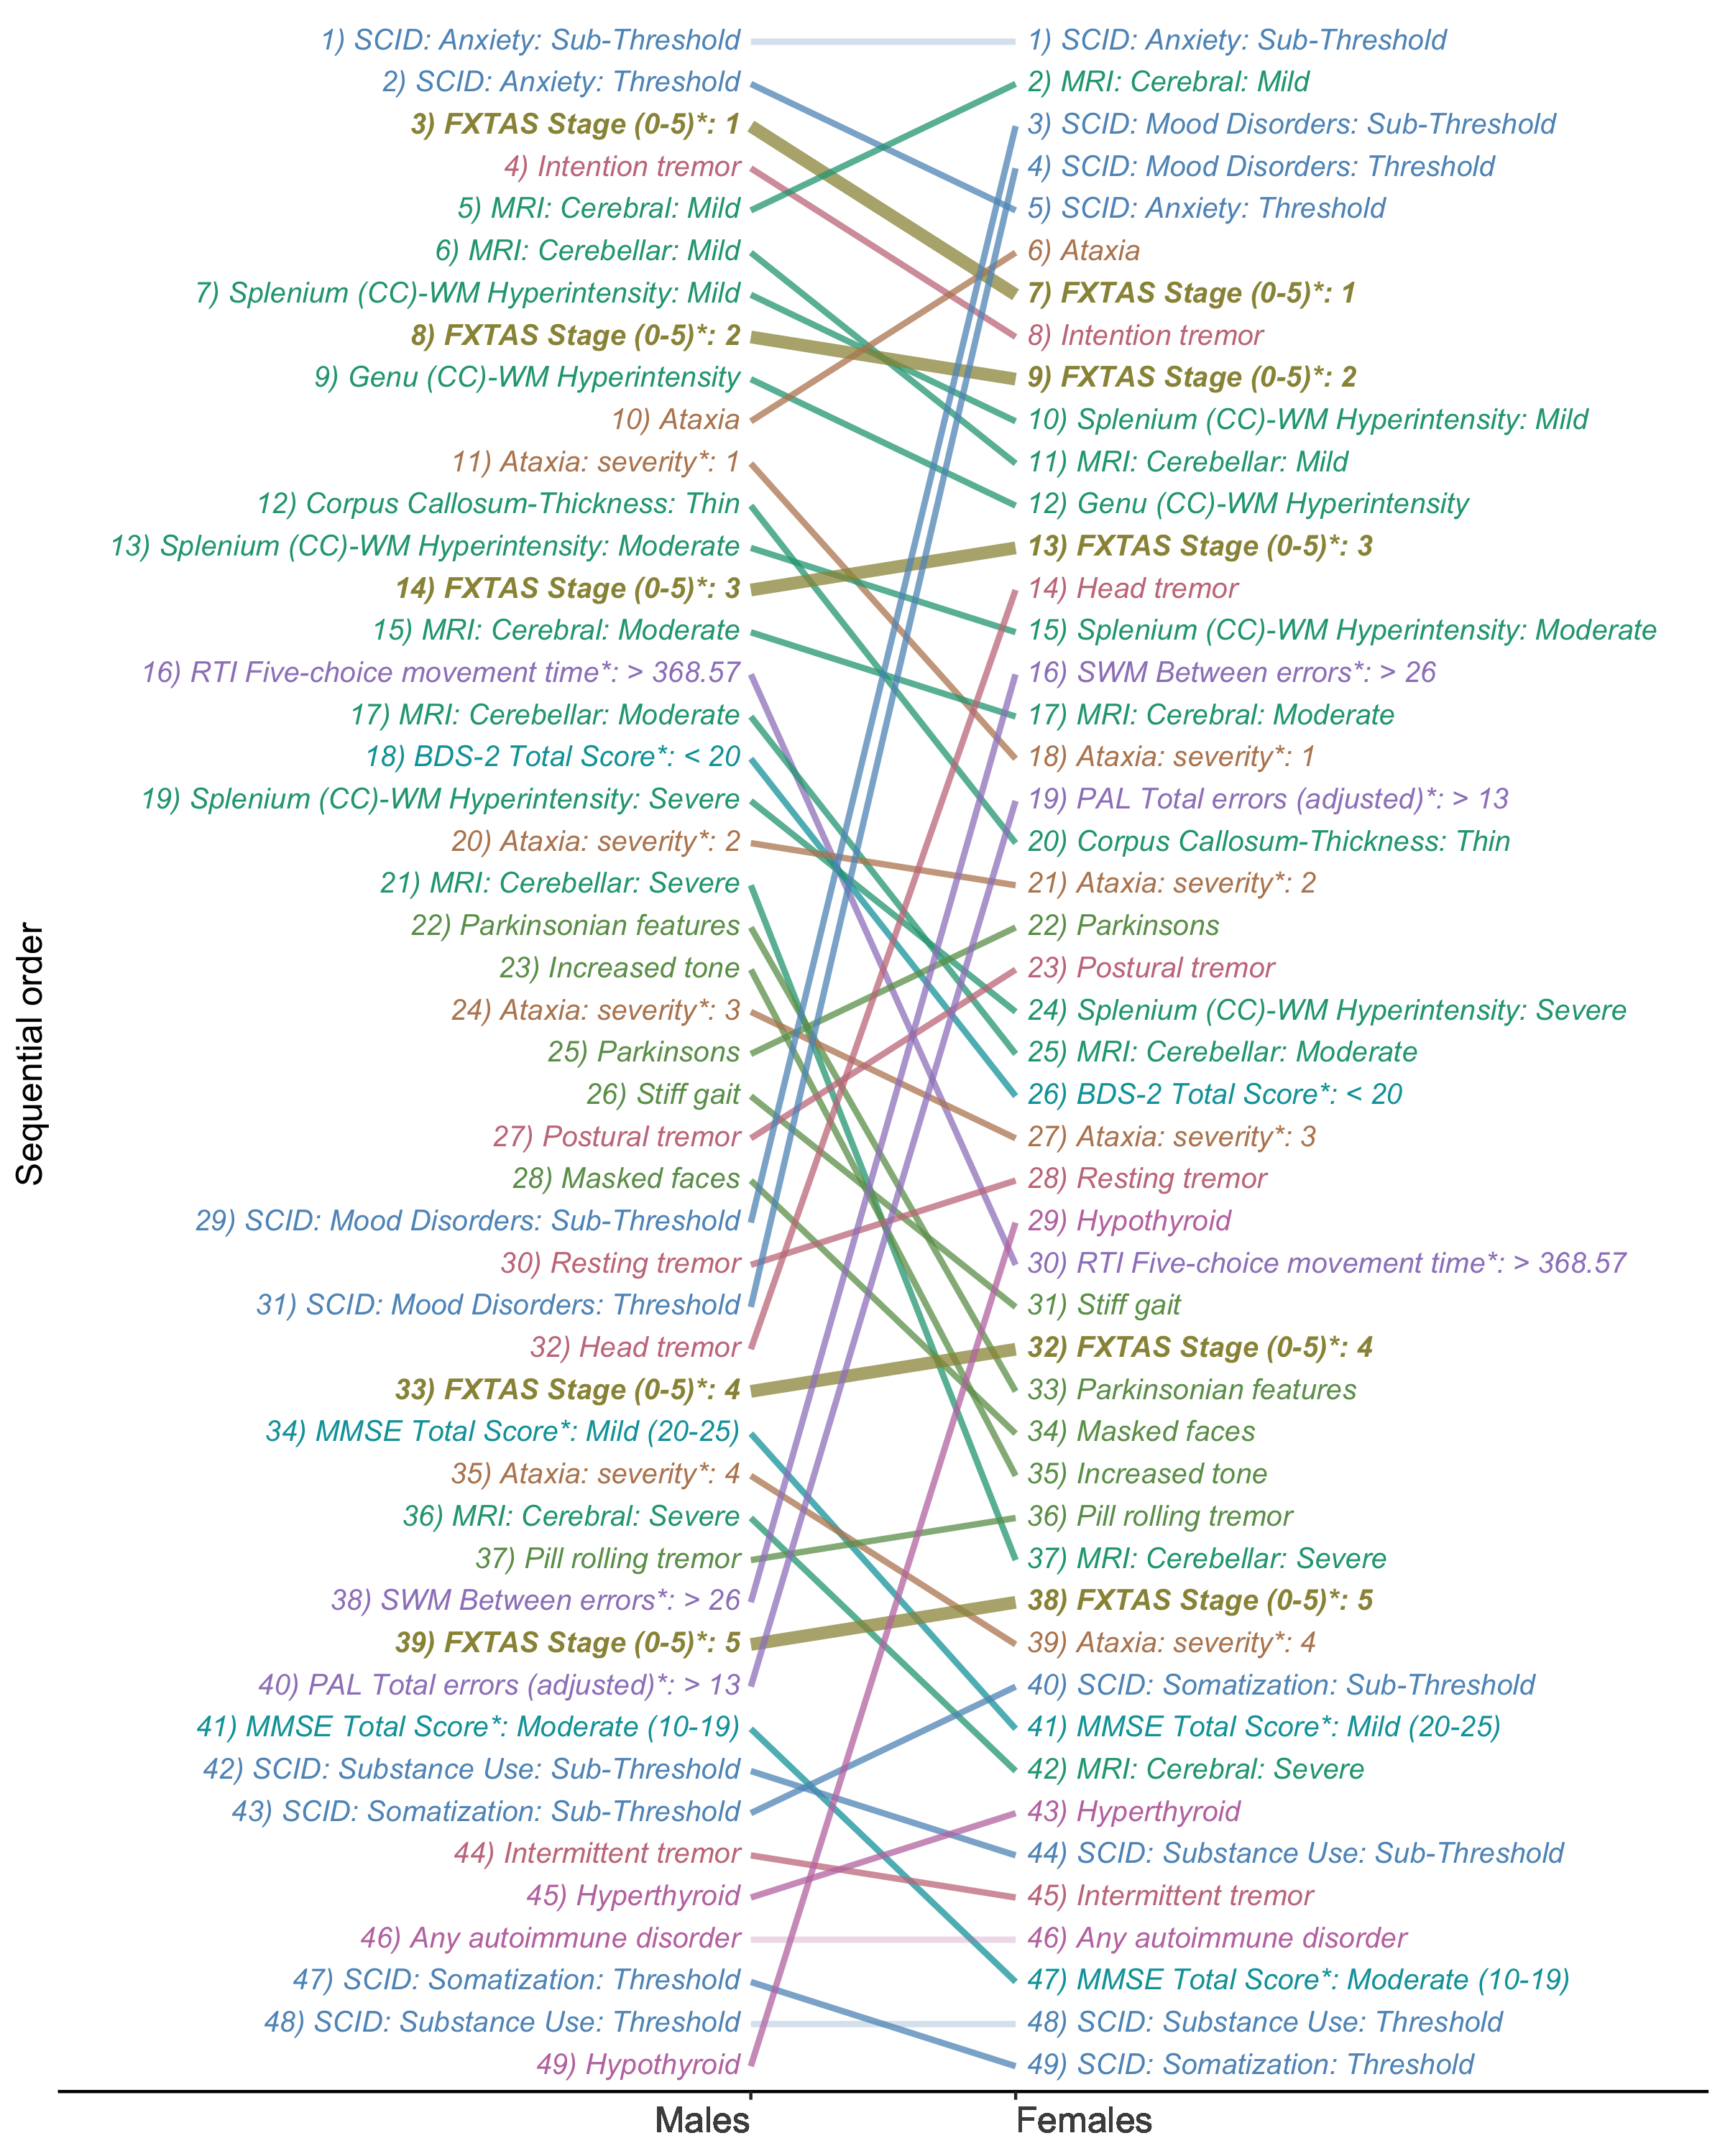 1) SCID: Anxiety: Sub-Threshold
2) SCID: Anxiety: Threshold
3) FXTAS Stage (0-5)*: 1
4) Intention tremor
5) MRI: Cerebral: Mild
6) MRI: Cerebellar: Mild
7) Splenium (CC)-WM Hyperintensity: Mild
8) FXTAS Stage (0-5)*: 2
9) Genu (CC)-WM Hyperintensity
10) Ataxia
11) Ataxia: severity*: 1
12) Corpus Callosum-Thickness: Thin
13) Splenium (CC)-WM Hyperintensity: Moderate
14) FXTAS Stage (0-5)*: 3
15) MRI: Cerebral: Moderate
16) RTI Five-choice movement time*: > 368.57
17) MRI: Cerebellar: Moderate
18) BDS-2 Total Score*: < 20
19) Splenium (CC)-WM Hyperintensity: Severe
20) Ataxia: severity*: 2
21) MRI: Cerebellar: Severe
22) Parkinsonian features
23) Increased tone
24) Ataxia: severity*: 3
25) Parkinsons
26) Stiff gait
27) Postural tremor
28) Masked faces
29) SCID: Mood Disorders: Sub-Threshold
30) Resting tremor
31) SCID: Mood Disorders: Threshold
32) Head tremor
33) FXTAS Stage (0-5)*: 4
34) MMSE Total Score*: Mild (20-25)
35) Ataxia: severity*: 4
36) MRI: Cerebral: Severe
37) Pill rolling tremor
38) SWM Between errors*: > 26
39) FXTAS Stage (0-5)*: 5
40) PAL Total errors (adjusted)*: > 13
41) MMSE Total Score*: Moderate (10-19)
42) SCID: Substance Use: Sub-Threshold
43) SCID: Somatization: Sub-Threshold
44) Intermittent tremor
45) Hyperthyroid
46) Any autoimmune disorder
47) SCID: Somatization: Threshold
48) SCID: Substance Use: Threshold
49) Hypothyroid
1) SCID: Anxiety: Sub-Threshold
2) MRI: Cerebral: Mild
3) SCID: Mood Disorders: Sub-Threshold
4) SCID: Mood Disorders: Threshold
5) SCID: Anxiety: Threshold
6) Ataxia
7) FXTAS Stage (0-5)*: 1
8) Intention tremor
9) FXTAS Stage (0-5)*: 2
10) Splenium (CC)-WM Hyperintensity: Mild
11) MRI: Cerebellar: Mild
12) Genu (CC)-WM Hyperintensity
13) FXTAS Stage (0-5)*: 3
14) Head tremor
15) Splenium (CC)-WM Hyperintensity: Moderate
16) SWM Between errors*: > 26
17) MRI: Cerebral: Moderate
18) Ataxia: severity*: 1
19) PAL Total errors (adjusted)*: > 13
20) Corpus Callosum-Thickness: Thin
21) Ataxia: severity*: 2
22) Parkinsons
23) Postural tremor
24) Splenium (CC)-WM Hyperintensity: Severe
25) MRI: Cerebellar: Moderate
26) BDS-2 Total Score*: < 20
27) Ataxia: severity*: 3
28) Resting tremor
29) Hypothyroid
30) RTI Five-choice movement time*: > 368.57
31) Stiff gait
32) FXTAS Stage (0-5)*: 4
33) Parkinsonian features
34) Masked faces
35) Increased tone
36) Pill rolling tremor
37) MRI: Cerebellar: Severe
38) FXTAS Stage (0-5)*: 5
39) Ataxia: severity*: 4
40) SCID: Somatization: Sub-Threshold
41) MMSE Total Score*: Mild (20-25)
42) MRI: Cerebral: Severe
43) Hyperthyroid
44) SCID: Substance Use: Sub-Threshold
45) Intermittent tremor
46) Any autoimmune disorder
47) MMSE Total Score*: Moderate (10-19)
48) SCID: Substance Use: Threshold
49) SCID: Somatization: Threshold
Sequential order
Males
Females